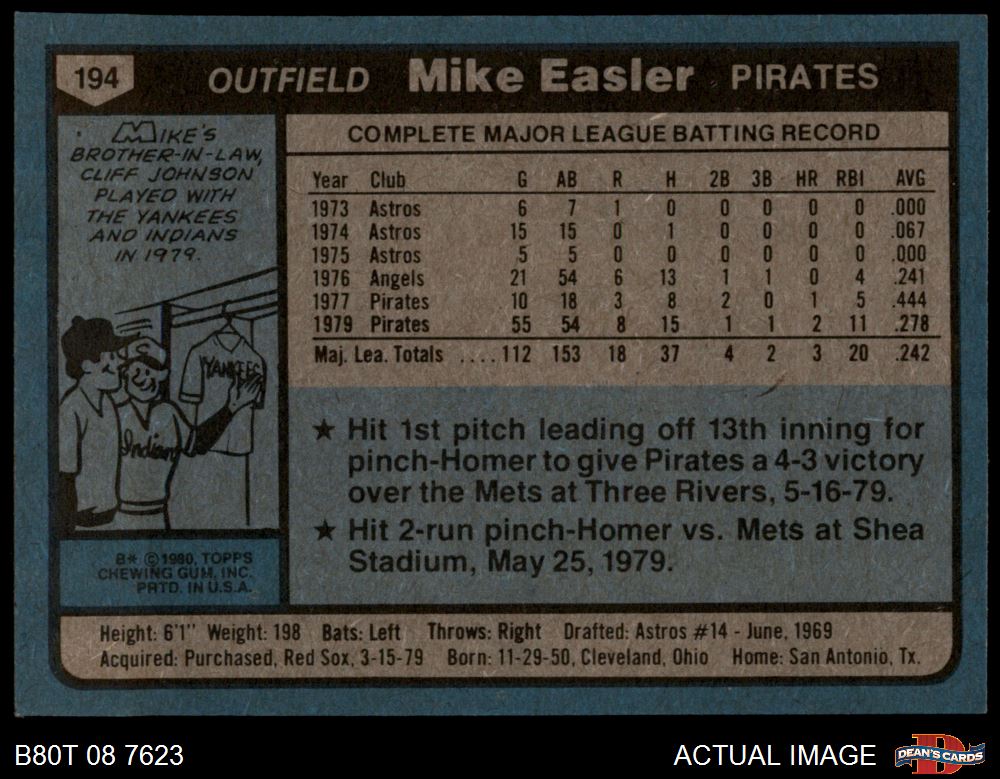 194 OUTFIELD Mike Easler PIRATES
MIKE'S
BROTHER-IN-LAW,
CLIFF JOHNSON
PLAYED WITH
THE YANKEES
AND INDIANS
IN 1979.
YANKEES
Indians
B* © 1980, TOPPS
CHEWING GUM, INC.
PRTD. IN U.S.A.
COMPLETE MAJOR LEAGUE BATTING RECORD
Year Club G AB R H 2B 3B HR RBI AVG
1973 Astros 6 7 1 0 0 0 0 0 .000
1974 Astros 15 15 0 1 0 0 0 0 .067
1975 Astros 5 5 0 0 0 0 0 0 .000
1976 Angels 21 54 6 13 1 1 0 4 .241
1977 Pirates 10 18 3 8 2 0 1 5 .444
1979 Pirates 55 54 8 15 1 1 2 11 .278
Maj. Lea. Totals ....112 153 18 37 4 2 3 20 .242
★ Hit 1st pitch leading off 13th inning for
pinch-Homer to give Pirates a 4-3 victory
over the Mets at Three Rivers, 5-16-79.
★ Hit 2-run pinch-Homer vs. Mets at Shea
Stadium, May 25, 1979.
Height: 6'1" Weight: 198 Bats: Left Throws: Right Drafted: Astros #14 - June, 1969
Acquired: Purchased, Red Sox, 3-15-79 Born: 11-29-50, Cleveland, Ohio Home: San Antonio, Tx.
B80T 08 7623 ACTUAL IMAGE DEAN'S CARDS